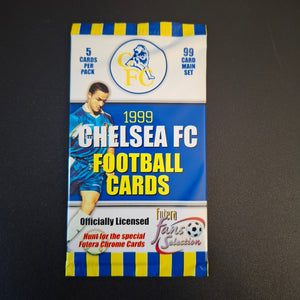 5
CARDS
PER
PACK
CFC
99
CARD
MAIN
SET
1999
CHELSEA FC
FOOTBALL
CARDS
Officially Licensed
Hunt for the special
Futera Chrome Cards
Futera
Fans
Selection